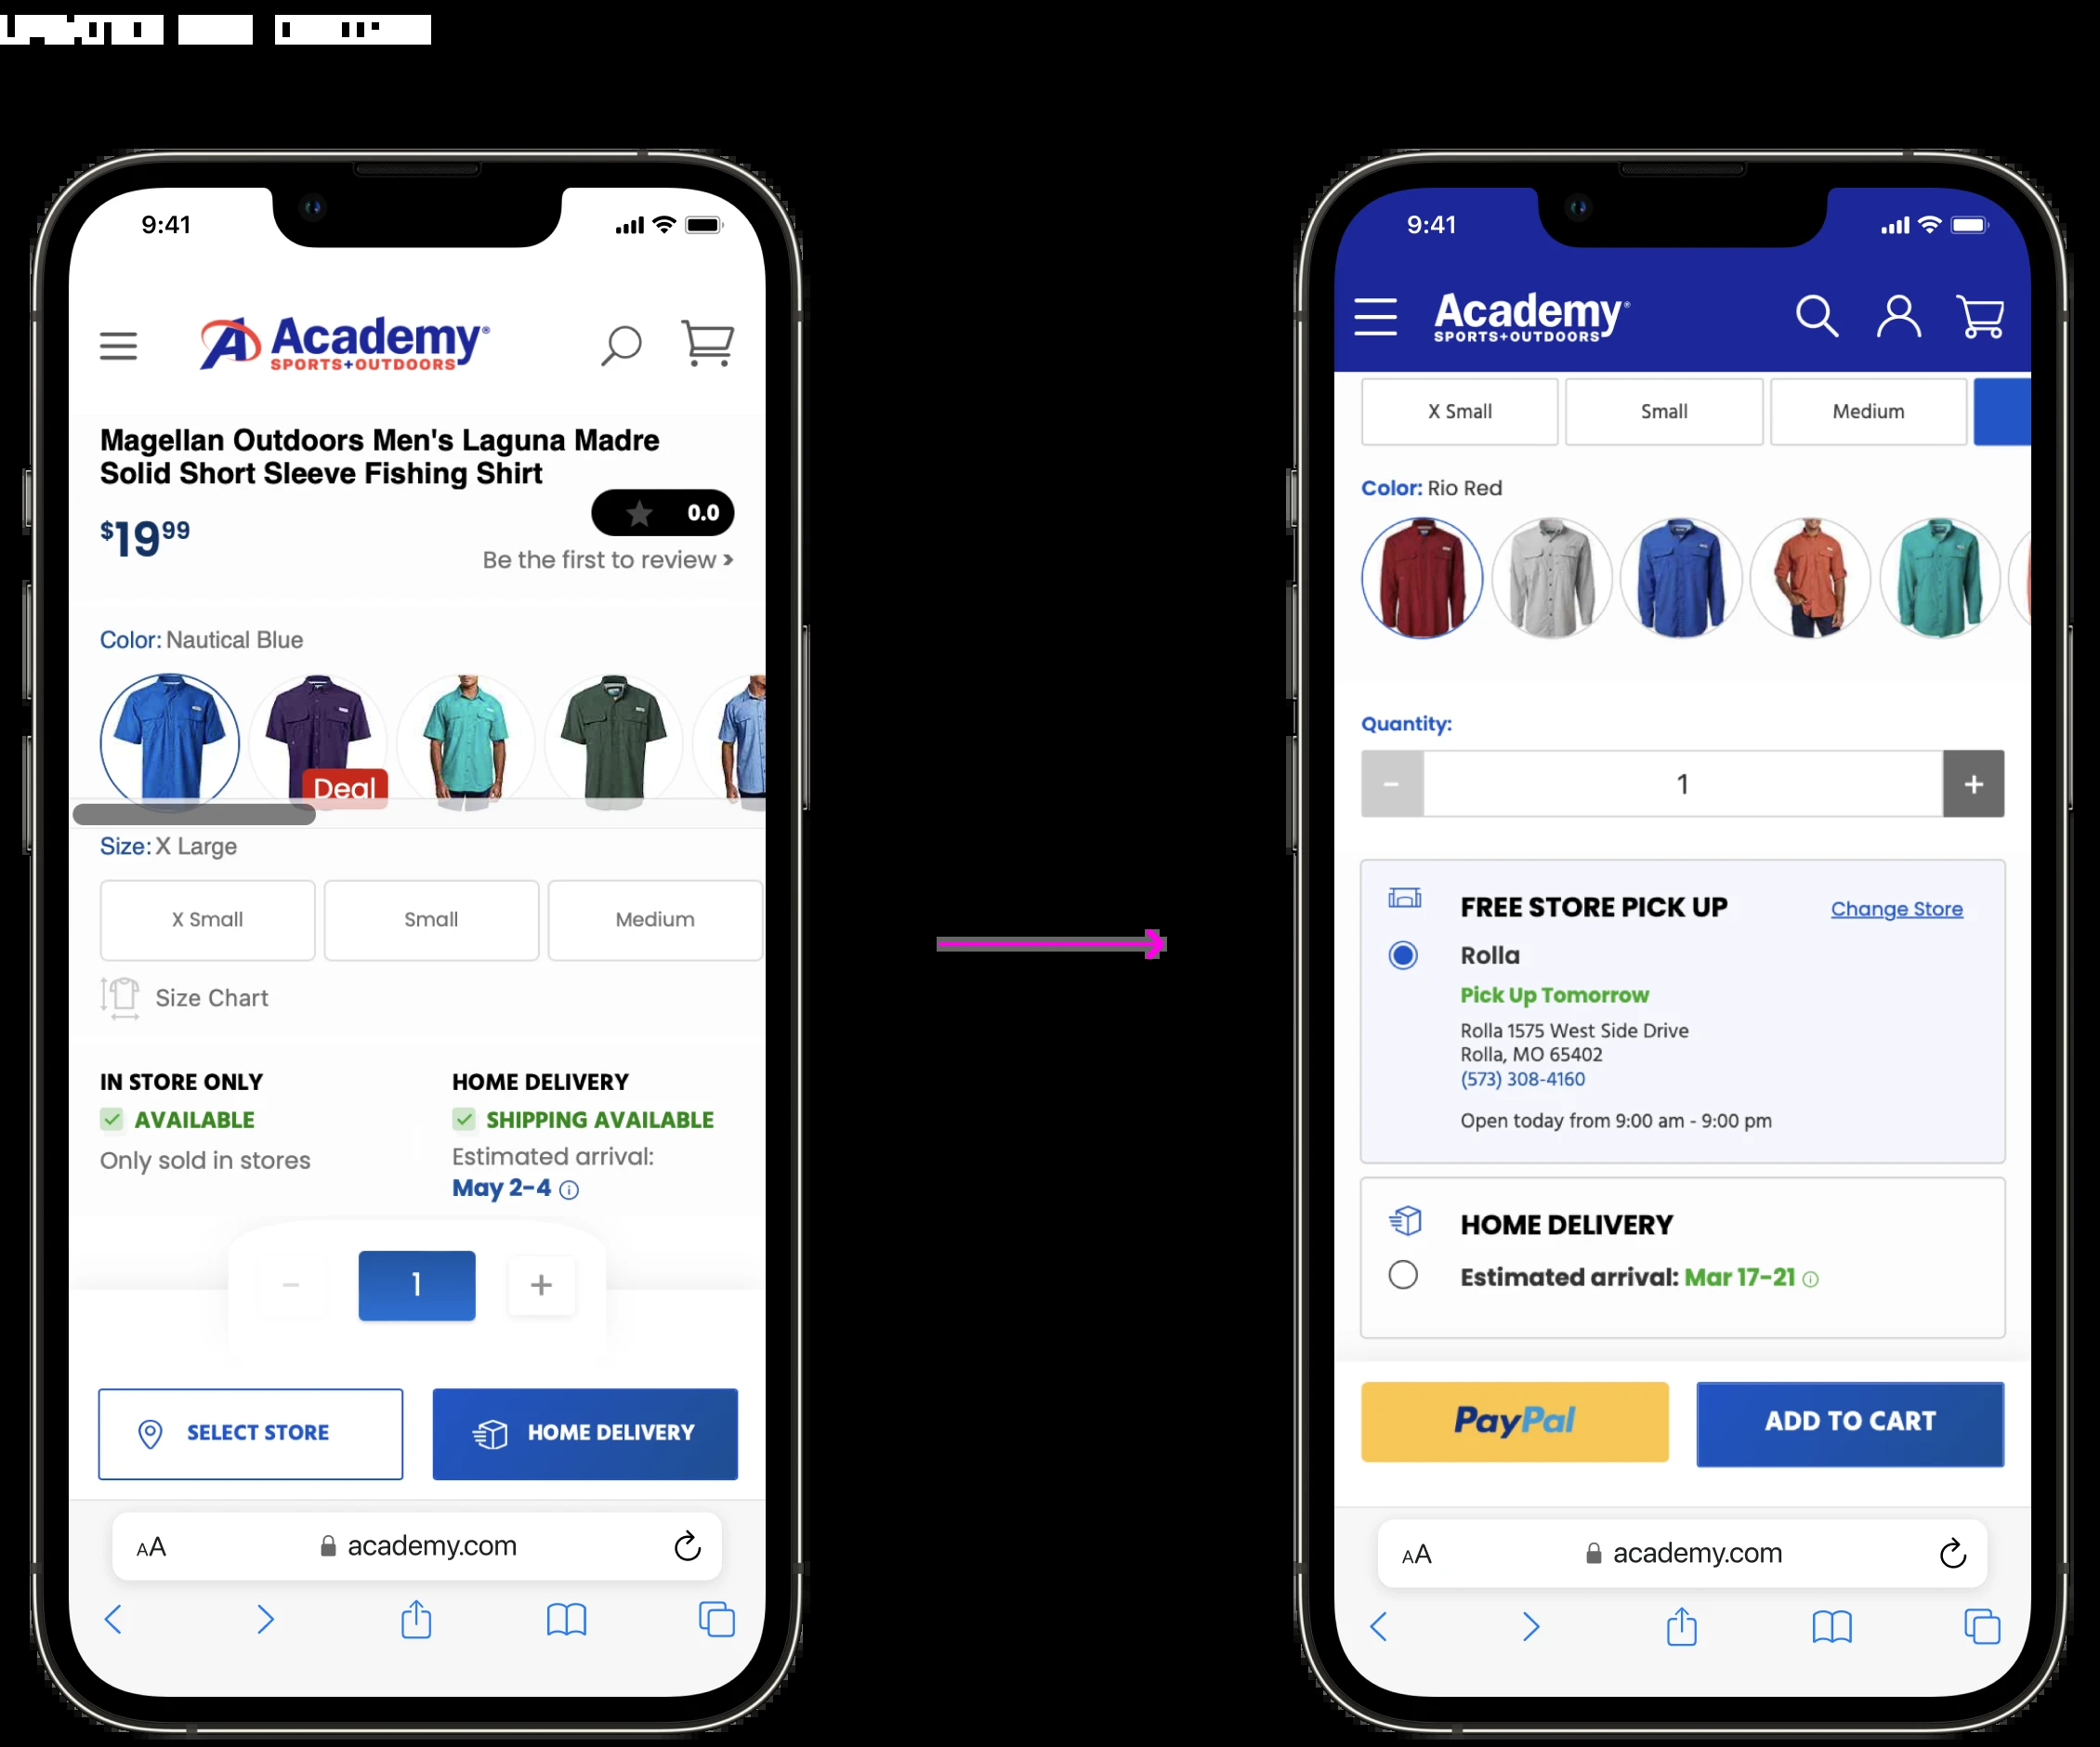 9:41
Academy
SPORTS+OUTDOORS
Magellan Outdoors Men's Laguna Madre
Solid Short Sleeve Fishing Shirt
$19 99
0.0
Be the first to review >
Color: Nautical Blue
Deal
Size: X Large
X Small
Small
Medium
Size Chart
IN STORE ONLY
AVAILABLE
Only sold in stores
HOME DELIVERY
SHIPPING AVAILABLE
Estimated arrival:
May 2-4
1
SELECT STORE
HOME DELIVERY
AA
academy.com
9:41
Academy
SPORTS+OUTDOORS
X Small
Small
Medium
Color: Rio Red
Quantity:
1
FREE STORE PICK UP
Change Store
Rolla
Pick Up Tomorrow
Rolla 1575 West Side Drive
Rolla, MO 65402
(573) 308-4160
Open today from 9:00 am - 9:00 pm
HOME DELIVERY
Estimated arrival: Mar 17-21
PayPal
ADD TO CART
AA
academy.com